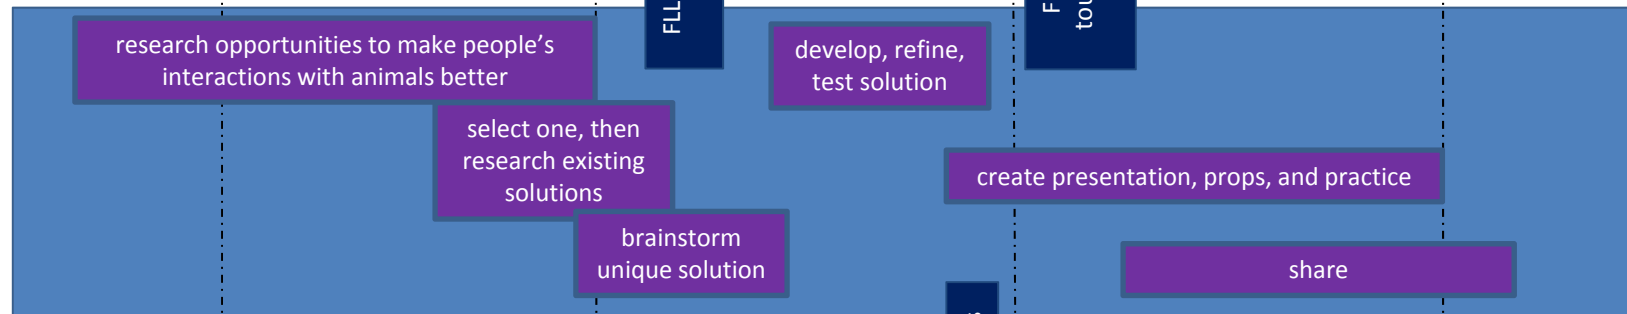 research opportunities to make people’s
interactions with animals better
select one, then
research existing
solutions
brainstorm
unique solution
FLL
develop, refine,
test solution
create presentation, props, and practice
share